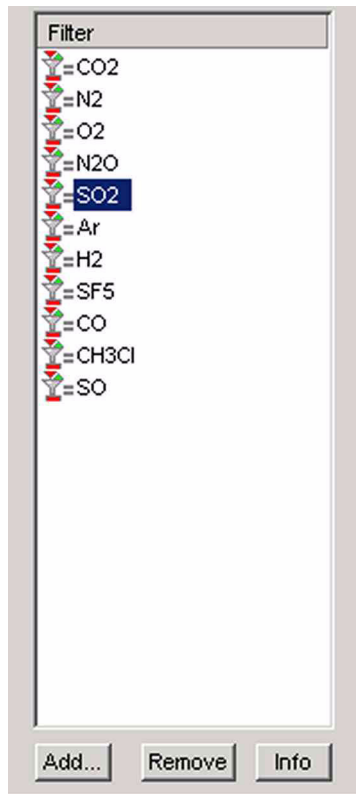 Filter
=CO2
=N2
=O2
=N2O
=SO2
=Ar
=H2
=SF5
=CO
=CH3Cl
=SO
Add... Remove Info